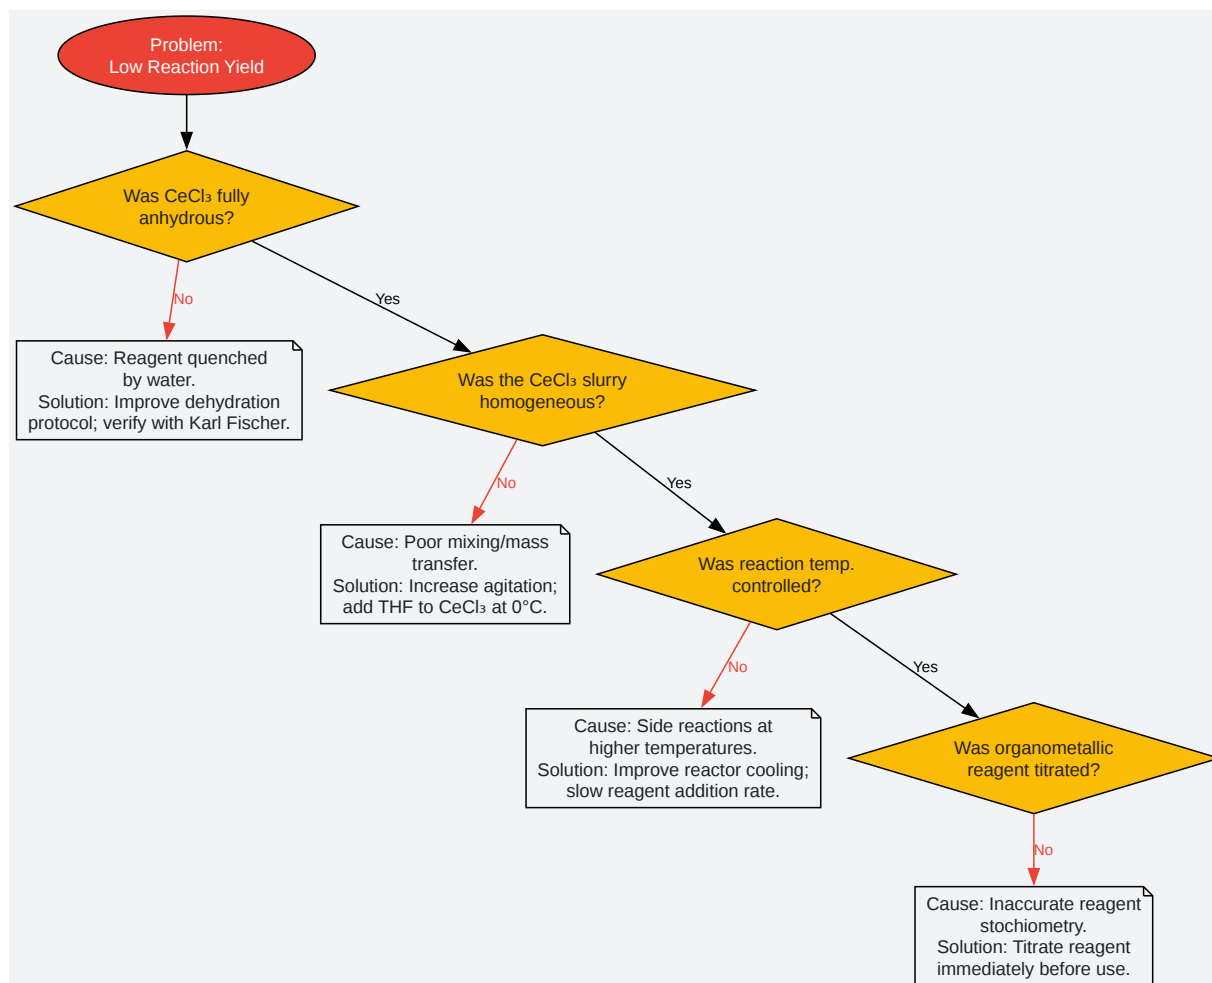 Problem:
Low Reaction Yield
Was CeCl₃ fully
anhydrous?
No
Yes
Cause: Reagent quenched
by water.
Solution: Improve dehydration
protocol; verify with Karl Fischer.
Was the CeCl₃ slurry
homogeneous?
No
Yes
Cause: Poor mixing/mass
transfer.
Solution: Increase agitation;
add THF to CeCl₃ at 0°C.
Was reaction temp.
controlled?
No
Yes
Cause: Side reactions at
higher temperatures.
Solution: Improve reactor cooling;
slow reagent addition rate.
Was organometallic
reagent titrated?
No
Cause: Inaccurate reagent
stochiometry.
Solution: Titrate reagent
immediately before use.